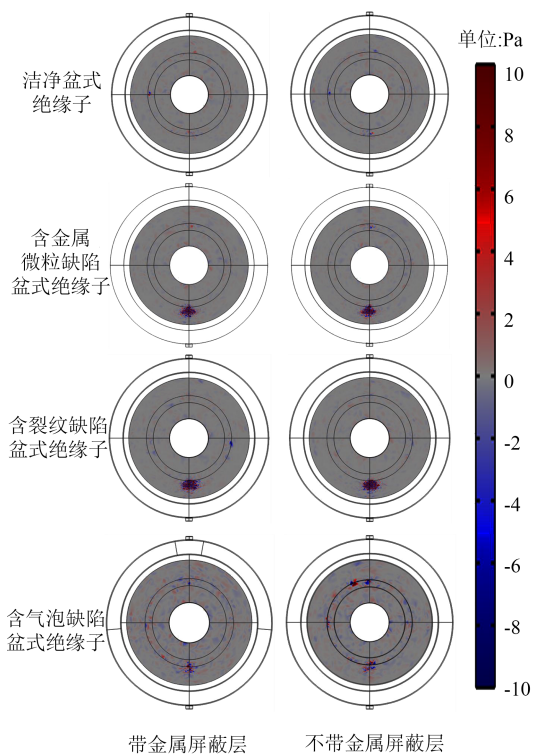 单位:Pa
洁净盆式
绝缘子
含金属
微粒缺陷
盆式绝缘子
含裂纹缺陷
盆式绝缘子
含气泡缺陷
盆式绝缘子
10
8
6
4
2
0
-2
-4
-6
-8
-10
带金属屏蔽层
不带金属屏蔽层